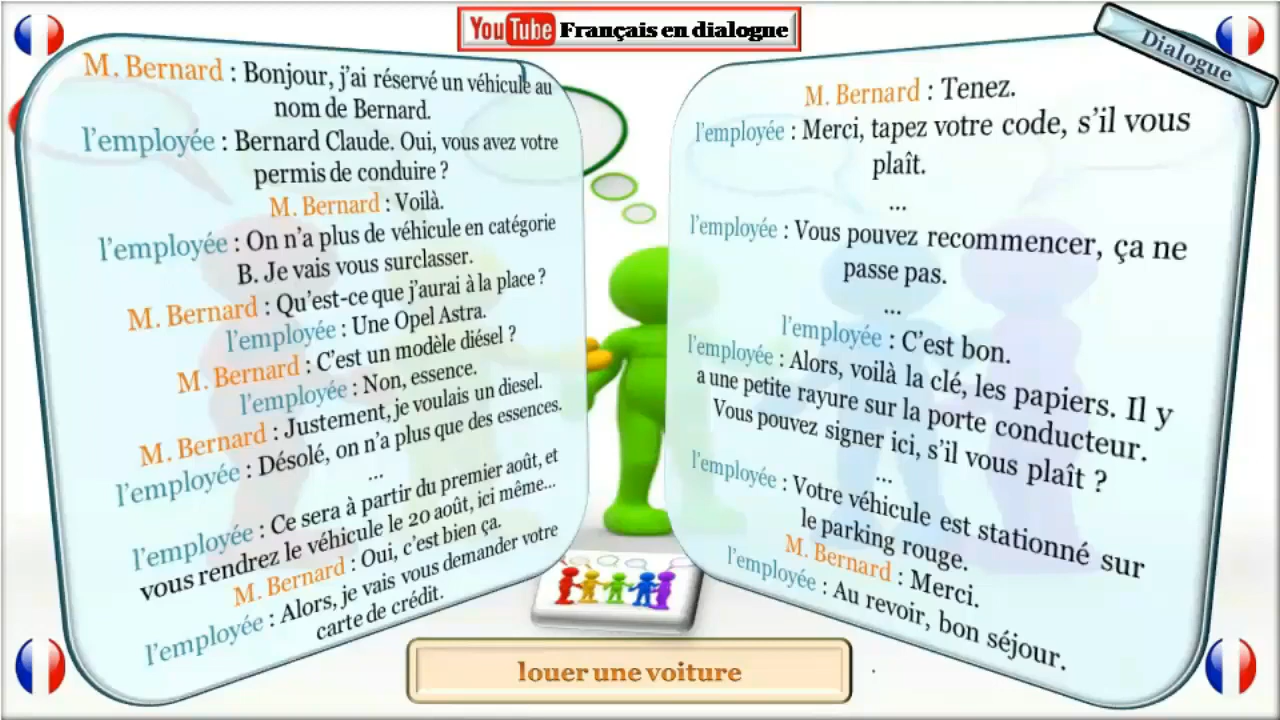 YouTube Français en dialogue
Dialogue
M. Bernard : Bonjour, j'ai réservé un véhicule au
nom de Bernard.
l'employée : Bernard Claude. Oui, vous avez votre
permis de conduire ?
M. Bernard : Voilà.
l'employée : On n'a plus de véhicule en catégorie
B. Je vais vous surclasser.
M. Bernard : Qu'est-ce que j'aurai à la place ?
l'employée : Une Opel Astra.
M. Bernard : C'est un modèle diésel ?
l'employée : Non, essence.
M. Bernard : Justement, je voulais un diesel.
l'employée : Désolé, on n'a plus que des essences.
...
l'employée : Ce sera à partir du premier août, et
vous rendrez le véhicule le 20 août, ici même...
M. Bernard : Oui, c'est bien ça.
l'employée : Alors, je vais vous demander votre
carte de crédit.
M. Bernard : Tenez.
l'employée : Merci, tapez votre code, s'il vous
plaît.
...
l'employée : Vous pouvez recommencer, ça ne
passe pas.
...
l'employée : C'est bon.
l'employée : Alors, voilà la clé, les papiers. Il y
a une petite rayure sur la porte conducteur.
Vous pouvez signer ici, s'il vous plaît ?
...
l'employée : Votre véhicule est stationné sur
le parking rouge.
M. Bernard : Merci.
l'employée : Au revoir, bon séjour.
louer une voiture